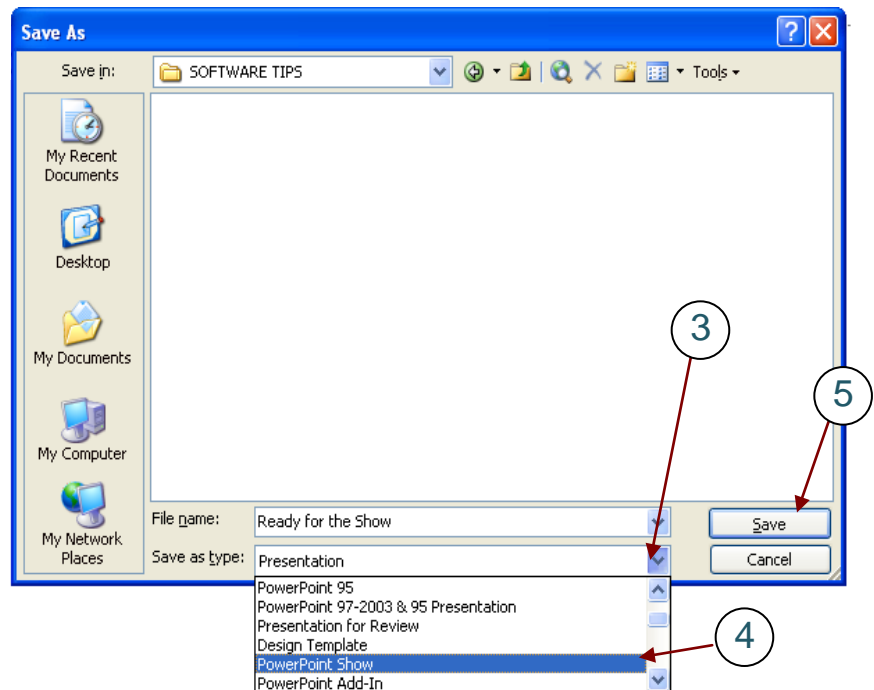 Save As
Save in: SOFTWARE TIPS Tools
My Recent
Documents
Desktop
My Documents
My Computer
My Network
Places
3
5
File name: Ready for the Show Save
Save as type: Presentation Cancel
PowerPoint 95
PowerPoint 97-2003 & 95 Presentation
Presentation for Review
Design Template
PowerPoint Show
PowerPoint Add-In
4